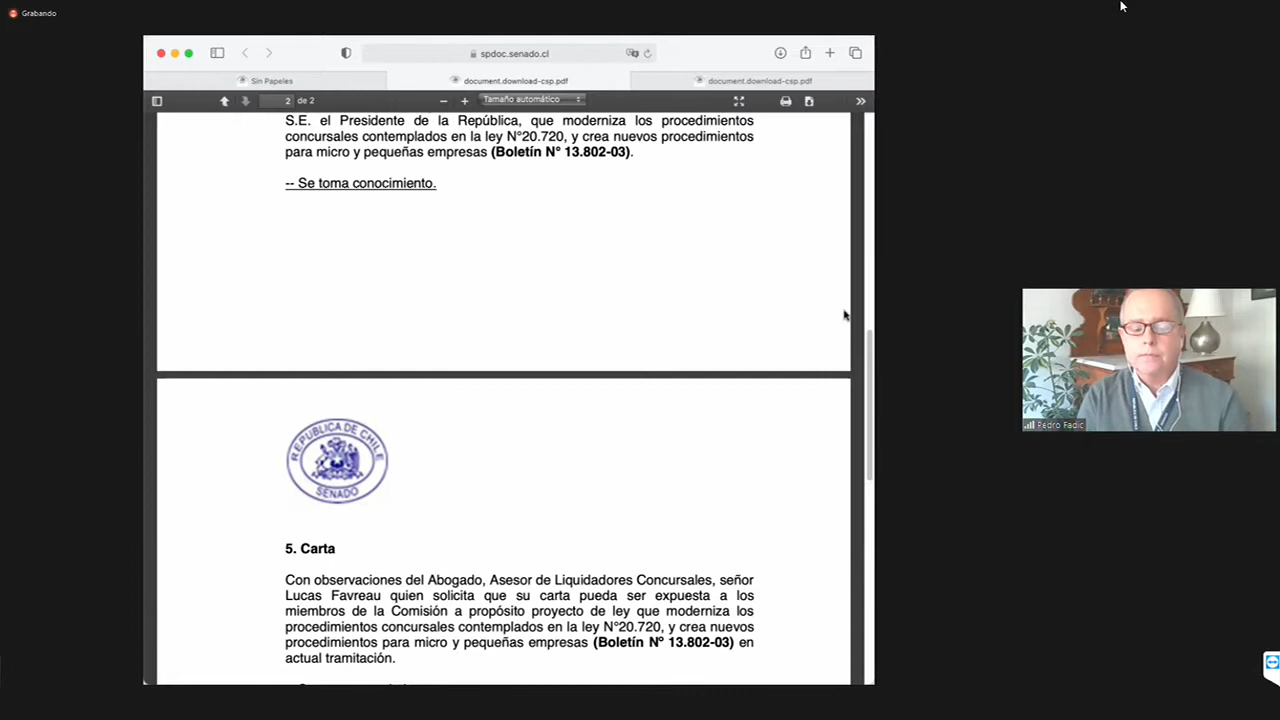 Grabando
spdoc.senado.cl
Sin Papeles
document.download-csp.pdf
document.download-csp.pdf
2 de 2
Tamaño automático
S.E. el Presidente de la República, que moderniza los procedimientos
concursales contemplados en la ley N°20.720, y crea nuevos procedimientos
para micro y pequeñas empresas (Boletín N° 13.802-03).
-- Se toma conocimiento.
REPÚBLICA DE CHILE
SENADO
5. Carta
Con observaciones del Abogado, Asesor de Liquidadores Concursales, señor
Lucas Favreau quien solicita que su carta pueda ser expuesta a los
miembros de la Comisión a propósito proyecto de ley que moderniza los
procedimientos concursales contemplados en la ley N°20.720, y crea nuevos
procedimientos para micro y pequeñas empresas (Boletín Nº 13.802-03) en
actual tramitación.
Pedro Fadic